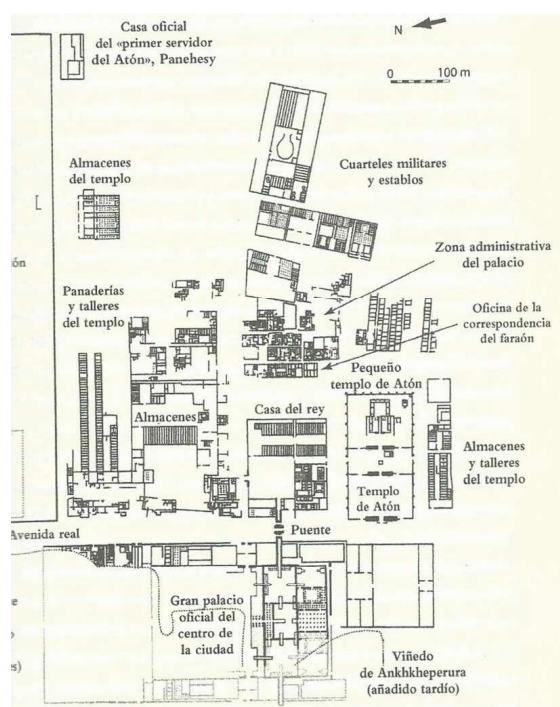 Casa oficial
del «primer servidor
del Atón», Panehesy
N
0 100 m
Almacenes
del templo
Cuarteles militares
y establos
Zona administrativa
del palacio
ón
Panaderías
y talleres
del templo
Oficina de la
correspondencia
del faraón
Pequeño
templo de Atón
Almacenes
Casa del rey
Almacenes
y talleres
del templo
Templo
de Atón
Avenida real
Puente
Gran palacio
oficial del
centro de
la ciudad
es)
Viñedo
de Ankhkheperura
(añadido tardío)